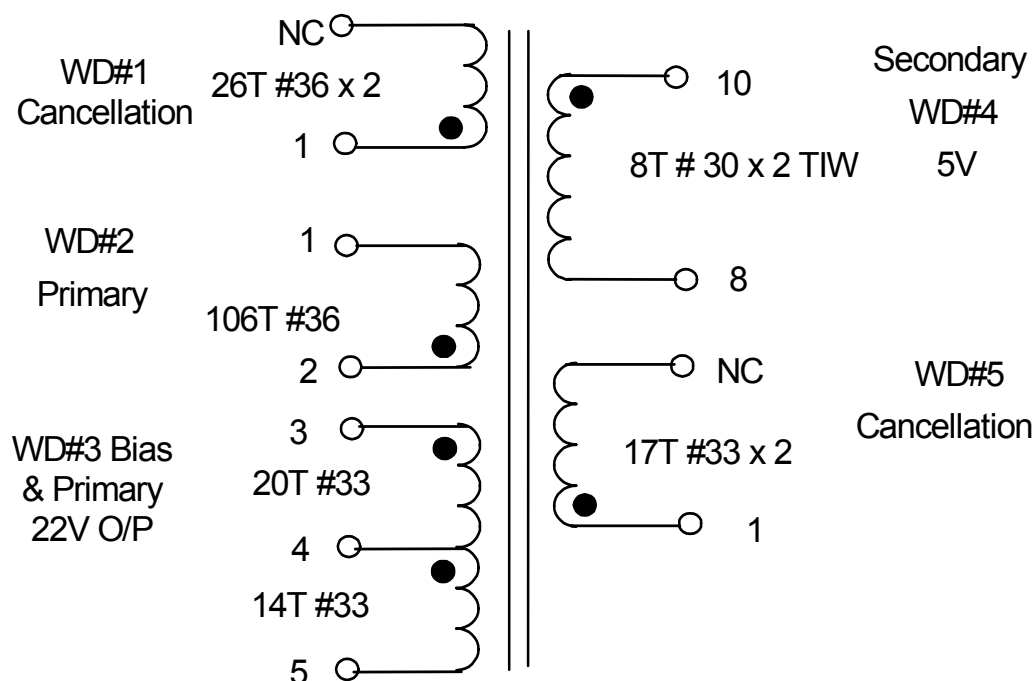 NC
WD#1
Cancellation
26T #36 x 2
1
WD#2
Primary
1
106T #36
2
WD#3 Bias
& Primary
22V O/P
3
20T #33
4
14T #33
5
Secondary
WD#4
5V
10
8T # 30 x 2 TIW
8
NC
WD#5
Cancellation
17T #33 x 2
1